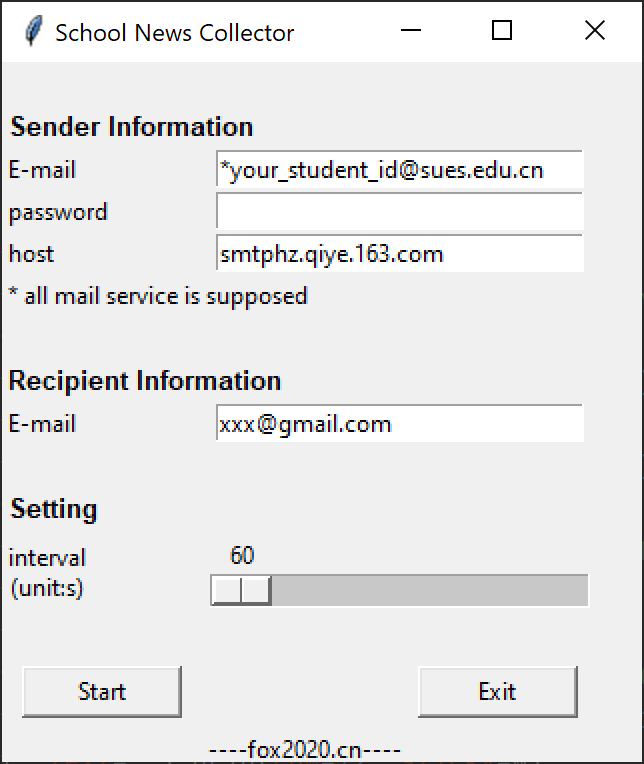 School News Collector
Sender Information
E-mail *your_student_id@sues.edu.cn
password
host smtphz.qiye.163.com
* all mail service is supposed
Recipient Information
E-mail xxx@gmail.com
Setting
60
interval
(unit:s)
Start Exit
----fox2020.cn----